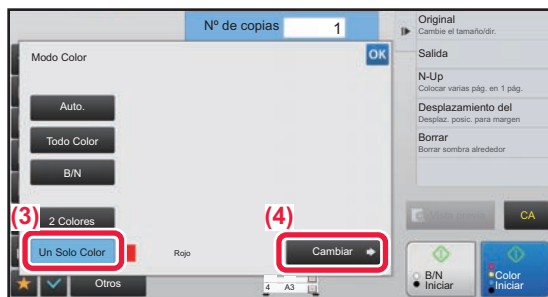 Nº de copias 1
Original
Cambie el tamaño/dir.
Salida
N-Up
Colocar varias pág. en 1 pág.
Desplazamiento del
Desplaz. posic. para margen
Borrar
Borrar sombra alrededor
Modo Color
OK
Auto.
Todo Color
B/N
(3)
2 Colores
(4)
Un Solo Color
Rojo
Cambiar
CA
Otros
4 A3
B/N
Iniciar
Color
Iniciar